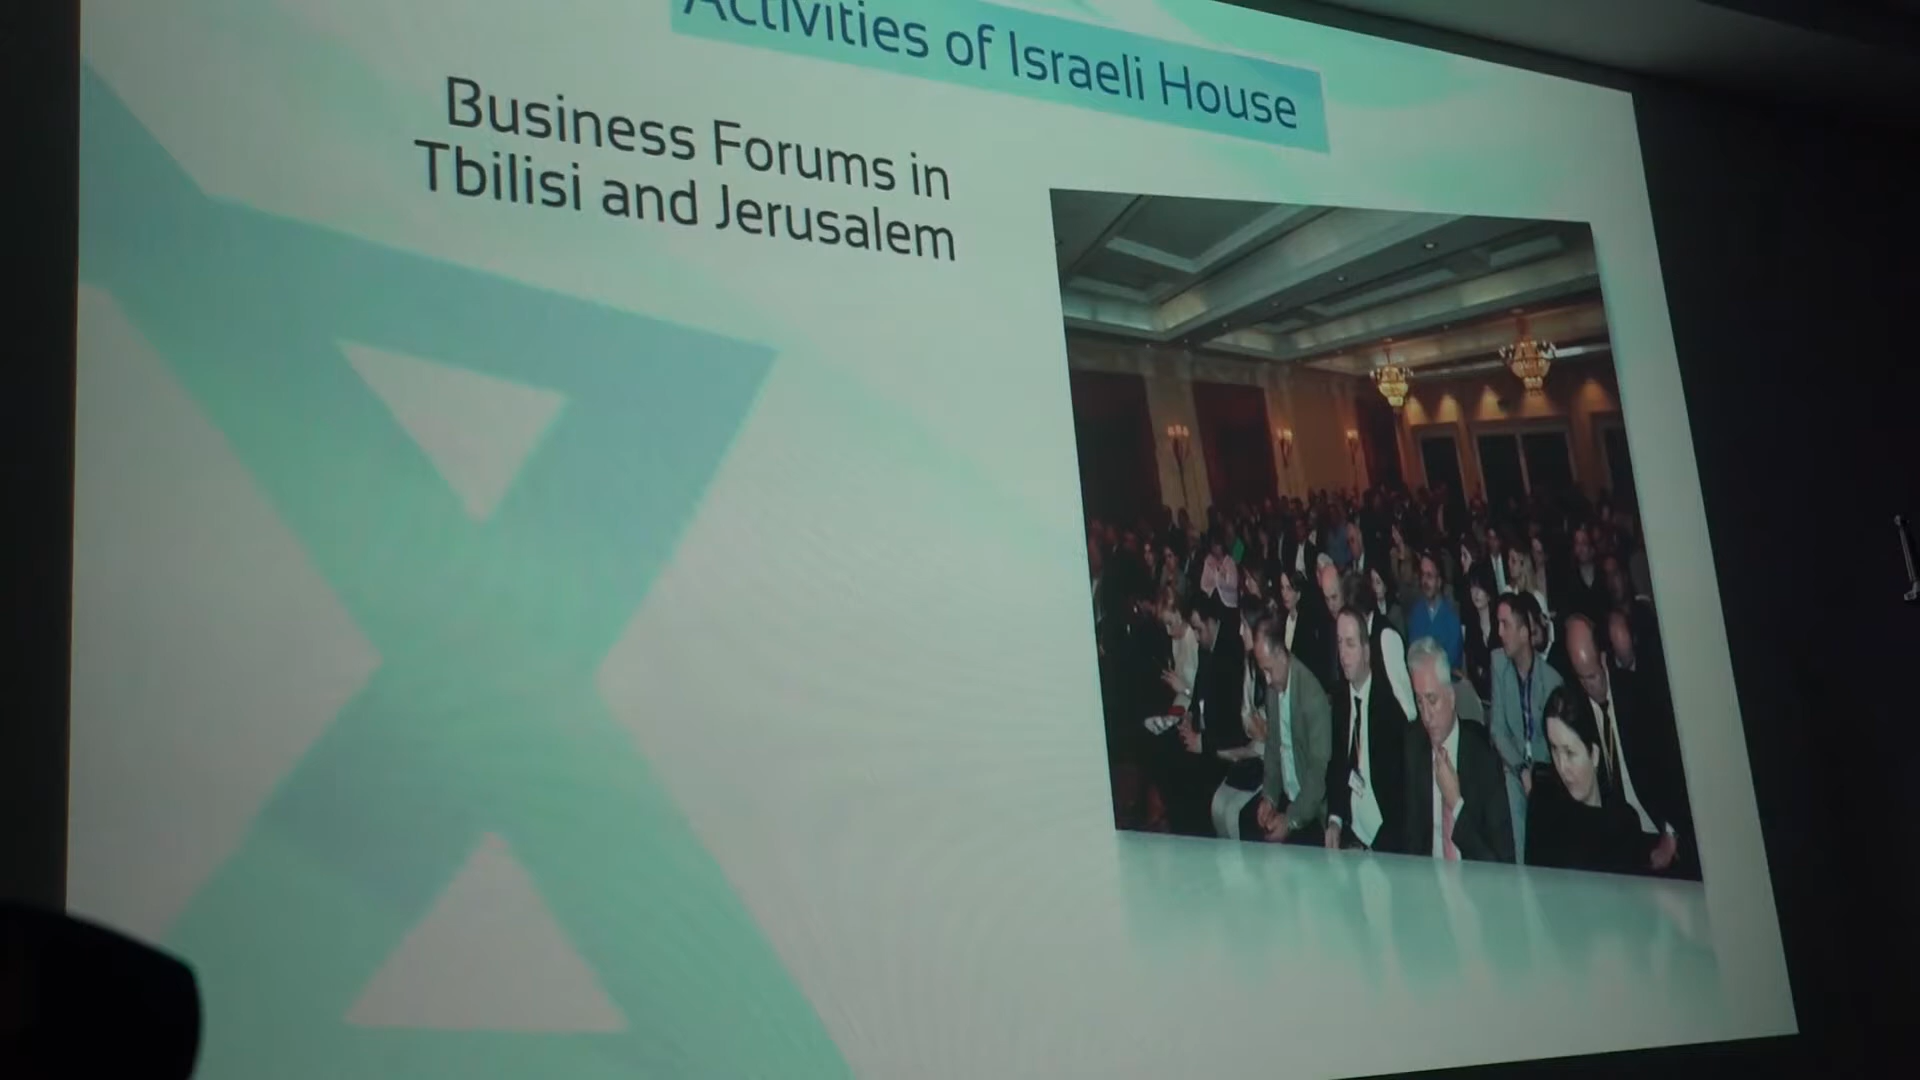 Activities of Israeli House
Business Forums in
Tbilisi and Jerusalem